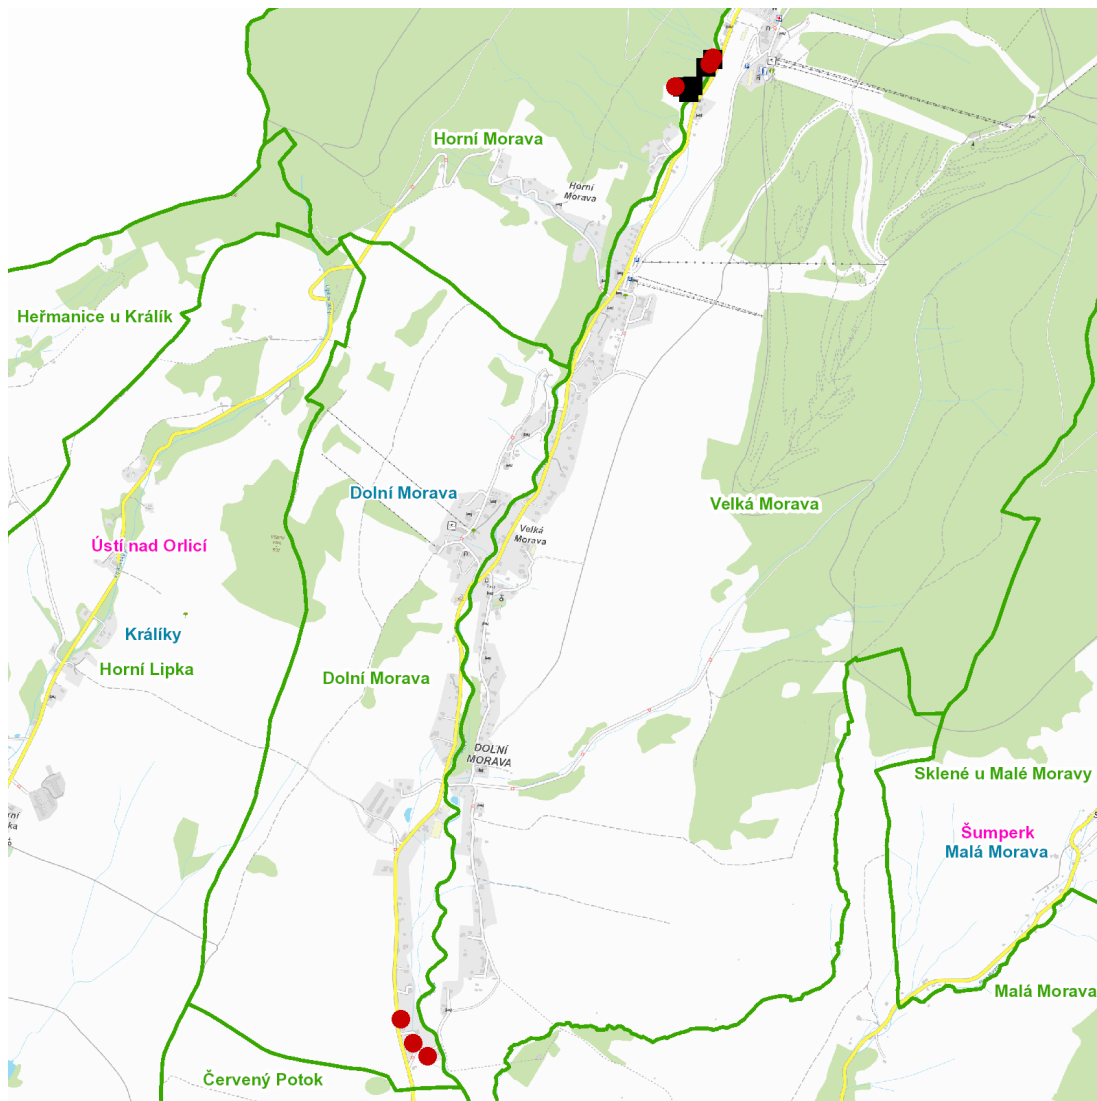 Horní Morava
Horní
Morava
Heřmanice u Králík
Dolní Morava
Velká Morava
Velká
Morava
Ústí nad Orlicí
Králíky
Horní Lipka
Dolní Morava
DOLNÍ
MORAVA
Sklené u Malé Moravy
Šumperk
Malá Morava
Malá Morava
Červený Potok